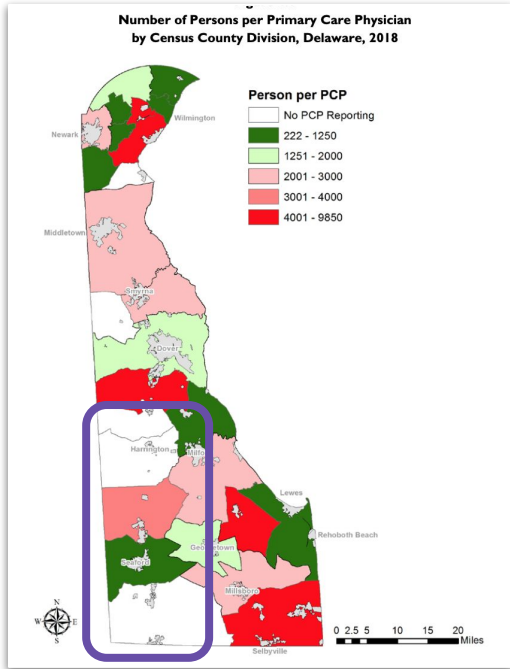 Number of Persons per Primary Care Physician
by Census County Division, Delaware, 2018
Person per PCP
No PCP Reporting
222 - 1250
1251 - 2000
2001 - 3000
3001 - 4000
4001 - 9850
Wilmington
Newark
Middletown
Smyrna
Dover
Harrington
Milfo
Lewes
Rehoboth Beach
Georgetown
Seaford
Millsboro
Selbyville
N
W
E
S
0 2.5 5 10 15 20
Miles